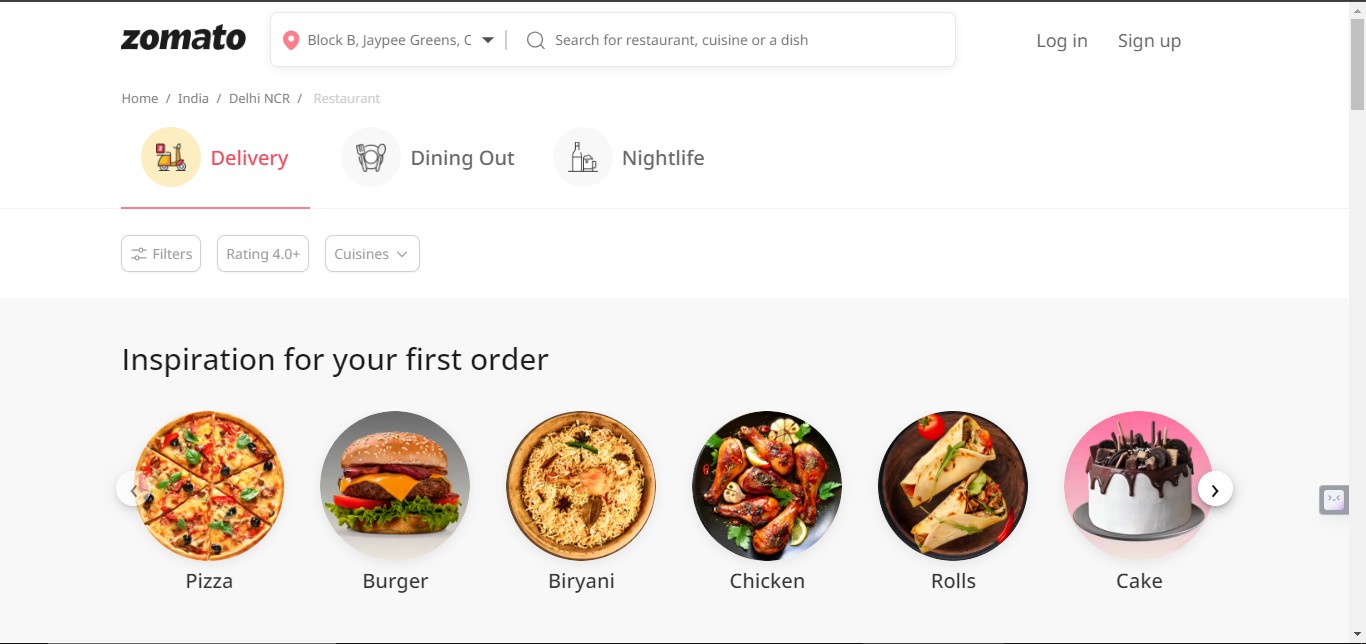 zomato
Block B, Jaypee Greens,
Search for restaurant, cuisine or a dish
Log in
Sign up
Home / India / Delhi NCR / Restaurant
Delivery
Dining Out
Nightlife
Filters
Rating 4.0+
Cuisines
Inspiration for your first order
Pizza
Burger
Biryani
Chicken
Rolls
Cake